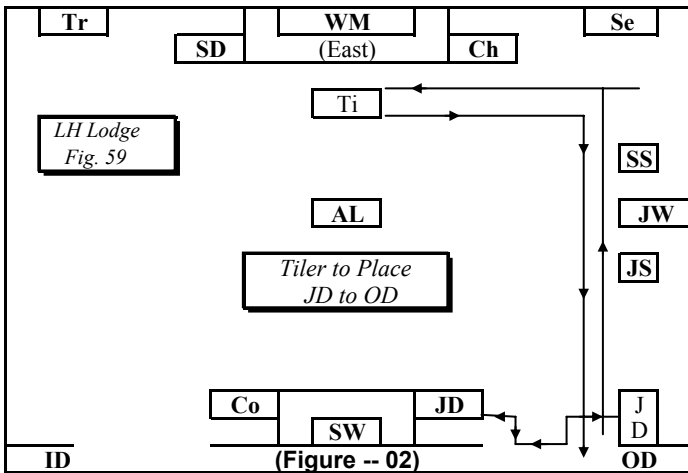 Tr WM Se
SD (East) Ch
Ti
LH Lodge
Fig. 59
SS
AL JW
JS
Tiler to Place
JD to OD
Co JD J
D
SW
ID (Figure -- 02) OD